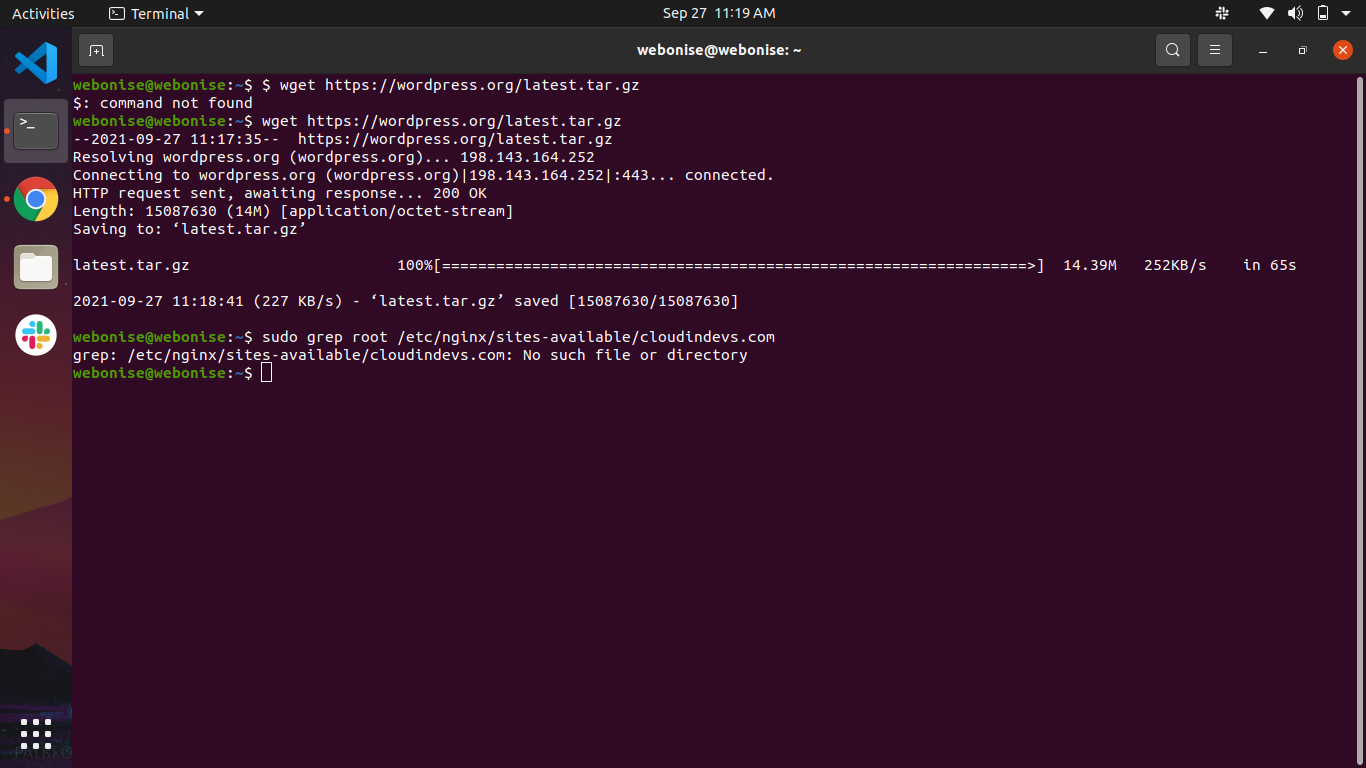 Activities
Terminal
Sep 27 11:19 AM
webonise@webonise: ~
webonise@webonise:~$ $ wget https://wordpress.org/latest.tar.gz
$: command not found
webonise@webonise:~$ wget https://wordpress.org/latest.tar.gz
--2021-09-27 11:17:35--  https://wordpress.org/latest.tar.gz
Resolving wordpress.org (wordpress.org)... 198.143.164.252
Connecting to wordpress.org (wordpress.org)|198.143.164.252|:443... connected.
HTTP request sent, awaiting response... 200 OK
Length: 15087630 (14M) [application/octet-stream]
Saving to: ‘latest.tar.gz’
latest.tar.gz 100%[=================================================================>] 14.39M 252KB/s in 65s
2021-09-27 11:18:41 (227 KB/s) - ‘latest.tar.gz’ saved [15087630/15087630]
webonise@webonise:~$ sudo grep root /etc/nginx/sites-available/cloudindevs.com
grep: /etc/nginx/sites-available/cloudindevs.com: No such file or directory
webonise@webonise:~$